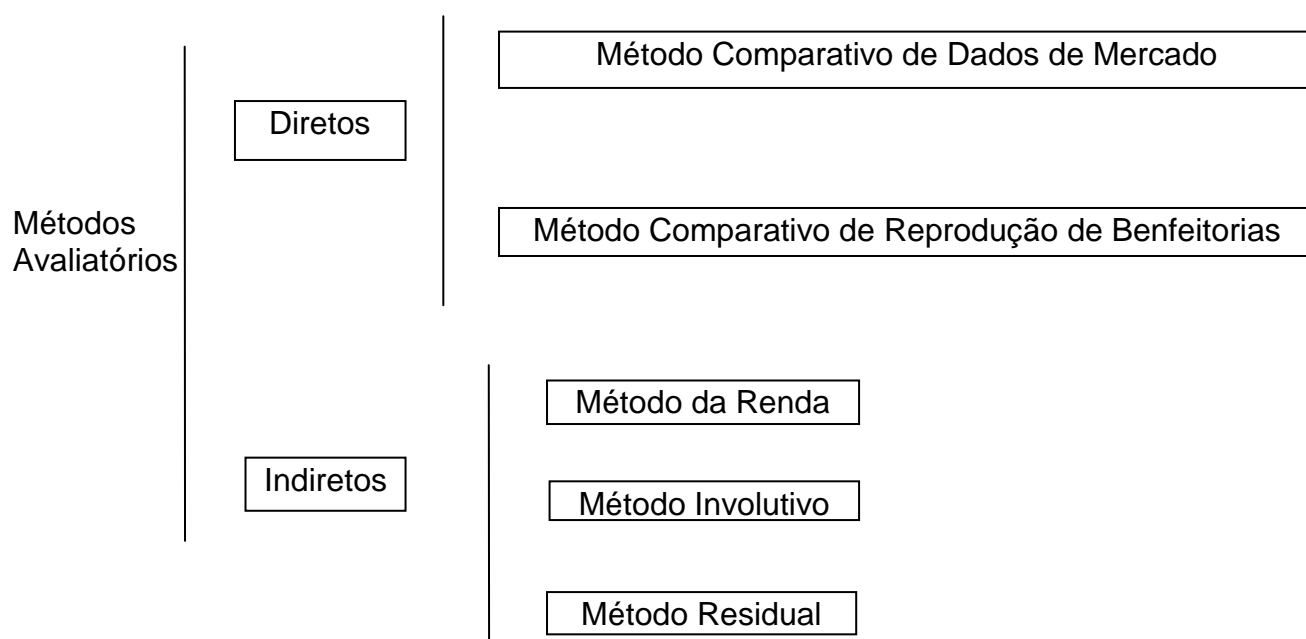 Métodos
Avaliatórios
Diretos
Método Comparativo de Dados de Mercado
Método Comparativo de Reprodução de Benfeitorias
Indiretos
Método da Renda
Método Involutivo
Método Residual